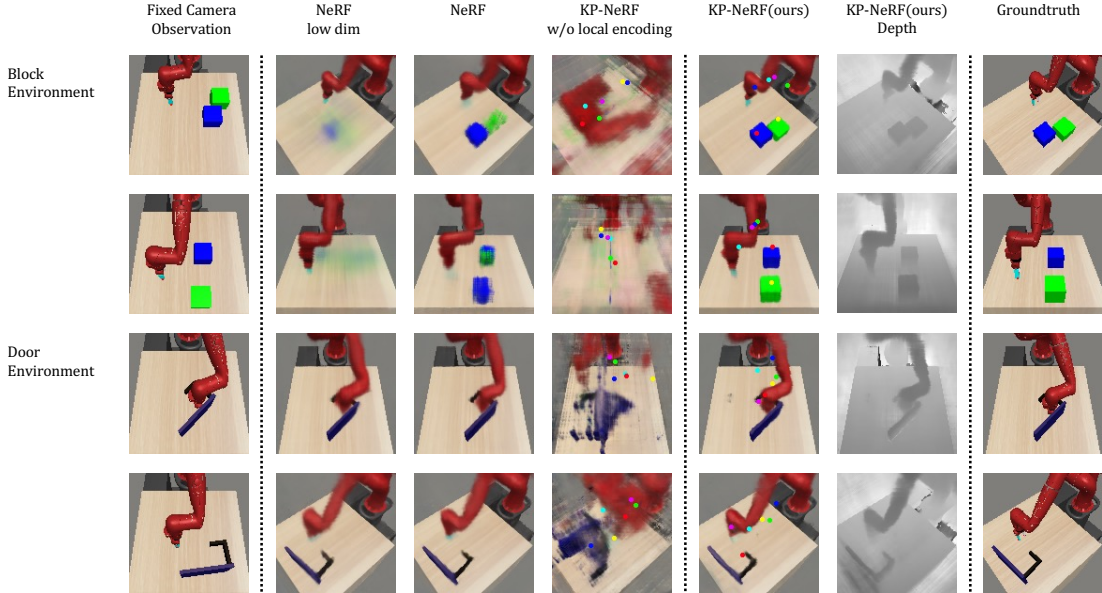 Fixed Camera
Observation
NeRF
low dim
NeRF
KP-NeRF
w/o local encoding
KP-NeRF(ours)
KP-NeRF(ours)
Depth
Groundtruth
Block
Environment
Door
Environment